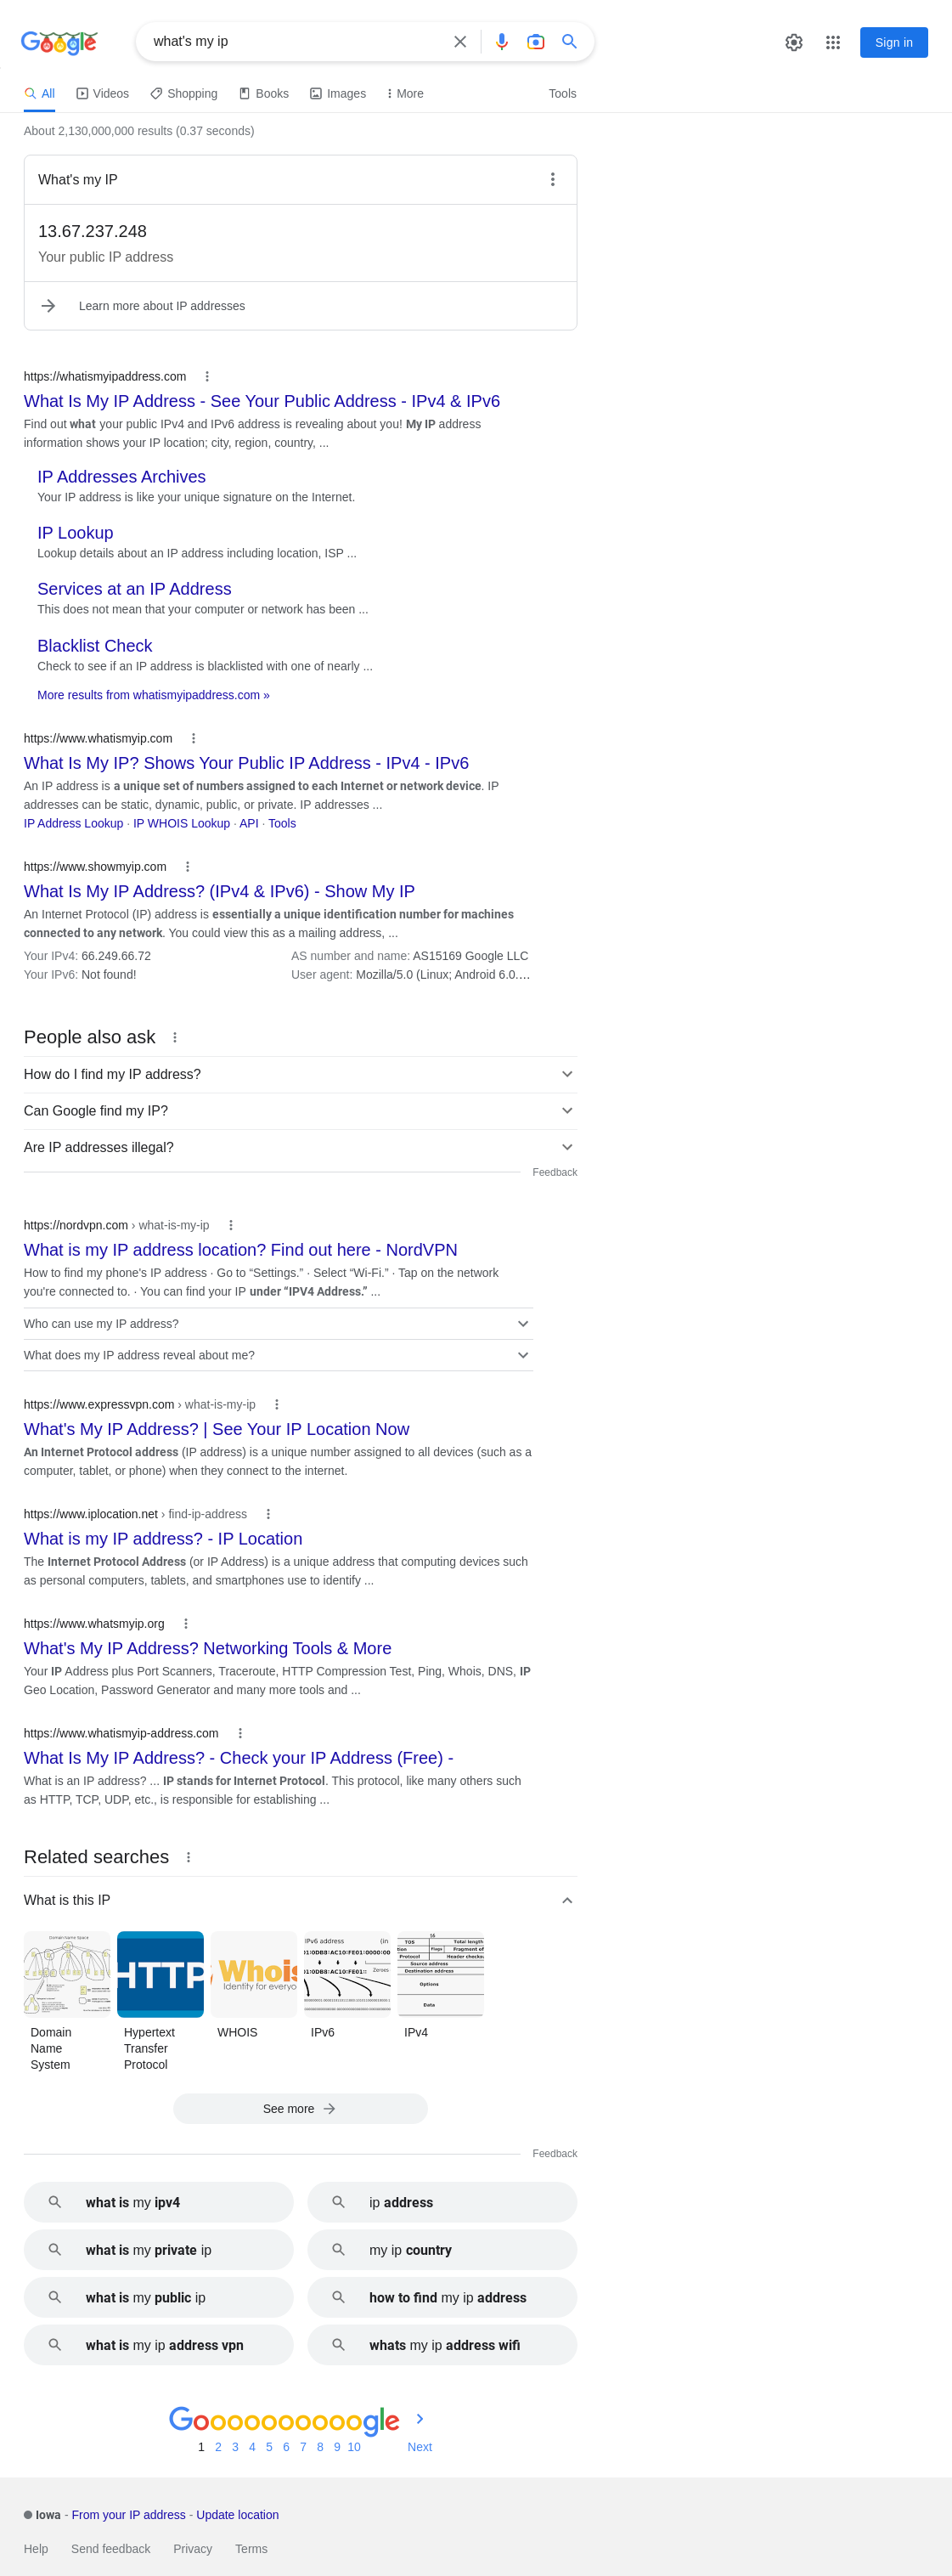 Google
what's my ip
Sign in
All
Videos
Shopping
Books
Images
More
Tools
About 2,130,000,000 results (0.37 seconds)
What's my IP
13.67.237.248
Your public IP address
Learn more about IP addresses
https://whatismyipaddress.com
What Is My IP Address - See Your Public Address - IPv4 & IPv6
Find out what your public IPv4 and IPv6 address is revealing about you! My IP address
information shows your IP location; city, region, country, ...
IP Addresses Archives
Your IP address is like your unique signature on the Internet.
IP Lookup
Lookup details about an IP address including location, ISP ...
Services at an IP Address
This does not mean that your computer or network has been ...
Blacklist Check
Check to see if an IP address is blacklisted with one of nearly ...
More results from whatismyipaddress.com »
https://www.whatismyip.com
What Is My IP? Shows Your Public IP Address - IPv4 - IPv6
An IP address is a unique set of numbers assigned to each Internet or network device. IP
addresses can be static, dynamic, public, or private. IP addresses ...
IP Address Lookup · IP WHOIS Lookup · API · Tools
https://www.showmyip.com
What Is My IP Address? (IPv4 & IPv6) - Show My IP
An Internet Protocol (IP) address is essentially a unique identification number for machines
connected to any network. You could view this as a mailing address, ...
Your IPv4: 66.249.66.72
AS number and name: AS15169 Google LLC
Your IPv6: Not found!
User agent: Mozilla/5.0 (Linux; Android 6.0....
People also ask
How do I find my IP address?
Can Google find my IP?
Are IP addresses illegal?
Feedback
https://nordvpn.com › what-is-my-ip
What is my IP address location? Find out here - NordVPN
How to find my phone's IP address · Go to “Settings.” · Select “Wi-Fi.” · Tap on the network
you're connected to. · You can find your IP under “IPV4 Address.” ...
Who can use my IP address?
What does my IP address reveal about me?
https://www.expressvpn.com › what-is-my-ip
What's My IP Address? | See Your IP Location Now
An Internet Protocol address (IP address) is a unique number assigned to all devices (such as a
computer, tablet, or phone) when they connect to the internet.
https://www.iplocation.net › find-ip-address
What is my IP address? - IP Location
The Internet Protocol Address (or IP Address) is a unique address that computing devices such
as personal computers, tablets, and smartphones use to identify ...
https://www.whatsmyip.org
What's My IP Address? Networking Tools & More
Your IP Address plus Port Scanners, Traceroute, HTTP Compression Test, Ping, Whois, DNS, IP
Geo Location, Password Generator and many more tools and ...
https://www.whatismyip-address.com
What Is My IP Address? - Check your IP Address (Free) -
What is an IP address? ... IP stands for Internet Protocol. This protocol, like many others such
as HTTP, TCP, UDP, etc., is responsible for establishing ...
Related searches
What is this IP
Domain Name Space
HTTP
Whois
Identity for everyo
IPv6 address (in
Zeroes
16
TOS Total length
Flags Fragment of
Protocol Header checksu
Source address
Destination address
Options
Data
Domain
Name
System
Hypertext
Transfer
Protocol
WHOIS
IPv6
IPv4
See more
Feedback
what is my ipv4
ip address
what is my private ip
my ip country
what is my public ip
how to find my ip address
what is my ip address vpn
whats my ip address wifi
Goooooooooogle
1 2 3 4 5 6 7 8 9 10 Next
Iowa - From your IP address - Update location
Help
Send feedback
Privacy
Terms